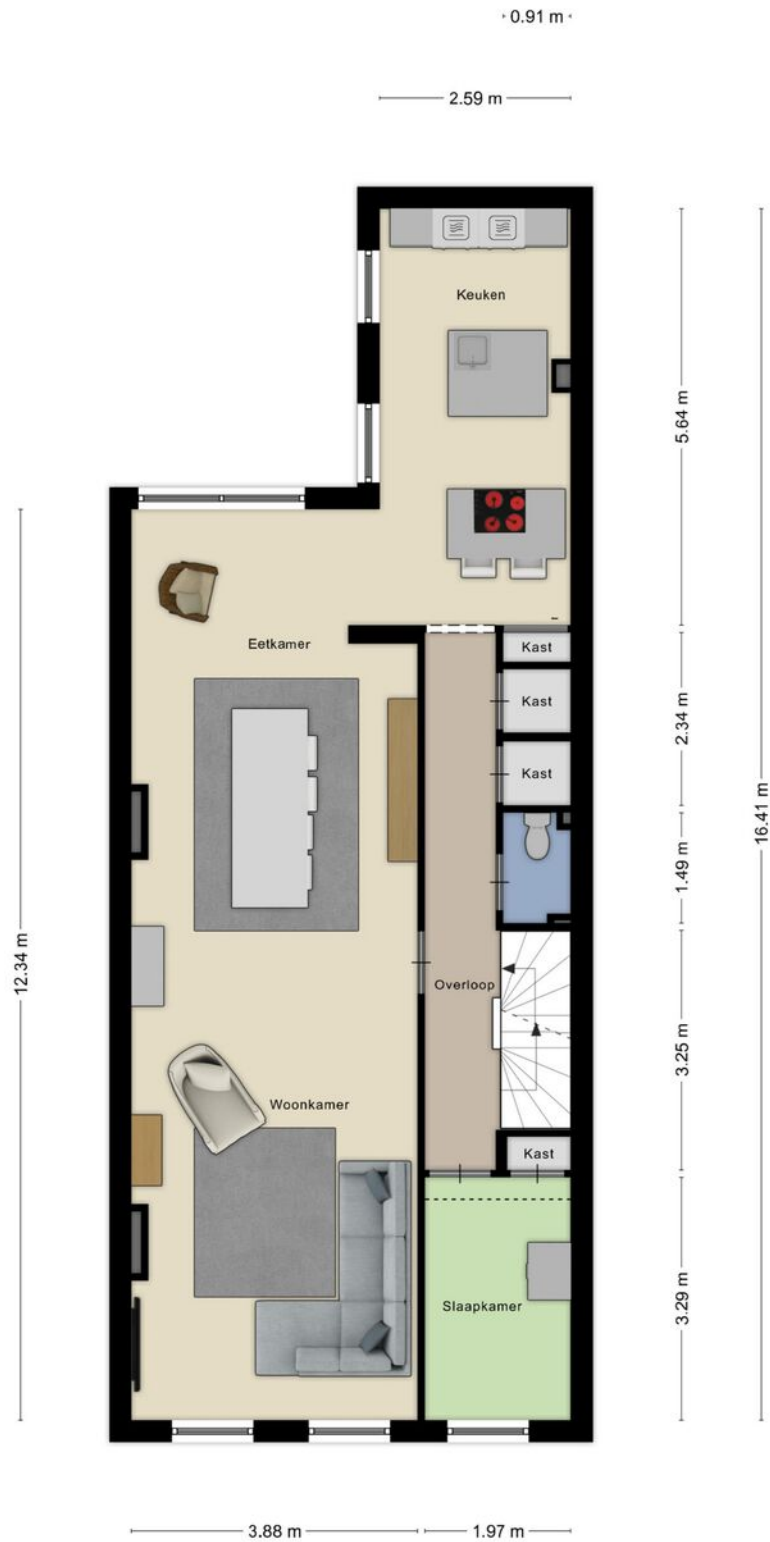 0.91 m
2.59 m
Keuken
5.64 m
Eetkamer
Kast
Kast
2.34 m
Kast
16.41 m
1.49 m
12.34 m
Overloop
3.25 m
Woonkamer
Kast
3.29 m
Slaapkamer
3.88 m
1.97 m